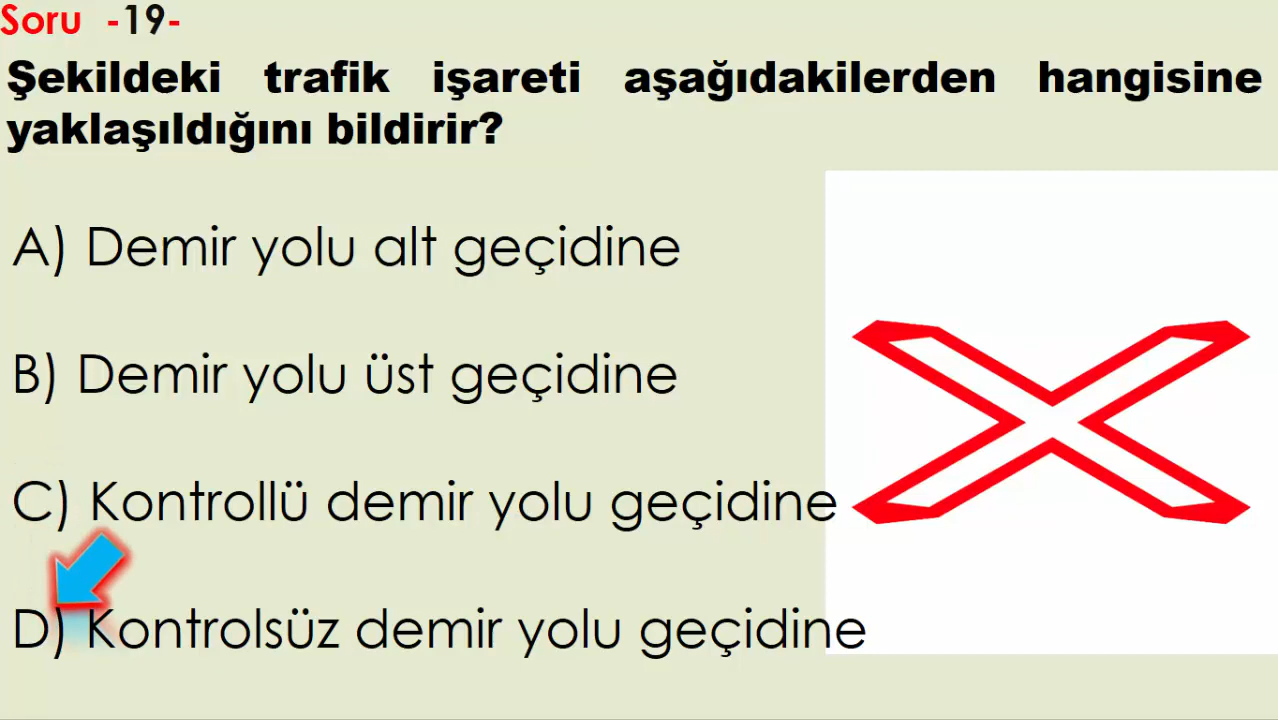 Soru -19-
Şekildeki trafik işareti aşağıdakilerden hangisine
yaklaşıldığını bildirir?
A) Demir yolu alt geçidine
B) Demir yolu üst geçidine
C) Kontrollü demir yolu geçidine
D) Kontrolsüz demir yolu geçidine